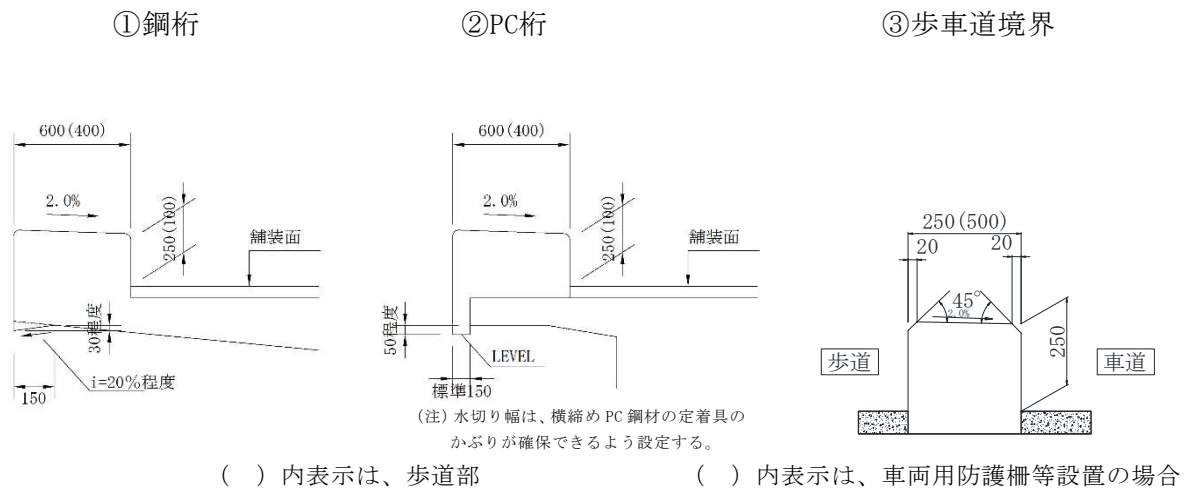 ①鋼桁
②PC桁
③歩車道境界
600(400)
2.0%
250(100)
舗装面
30程度
i=20%程度
150
600(400)
2.0%
250(100)
舗装面
50程度
LEVEL
標準150
(注)水切り幅は、横締めPC鋼材の定着具の
かぶりが確保できるよう設定する。
250(500)
20
20
45°
2.0%
250
歩道
車道
(　)内表示は、歩道部
(　)内表示は、車両用防護柵等設置の場合